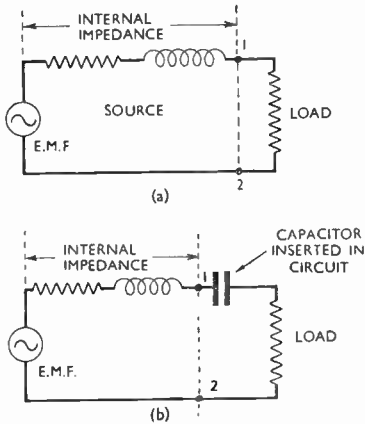 INTERNAL
IMPEDANCE
1
SOURCE
LOAD
E.M.F
2
(a)
CAPACITOR
INSERTED IN
CIRCUIT
INTERNAL
IMPEDANCE
1
LOAD
E.M.F.
2
(b)